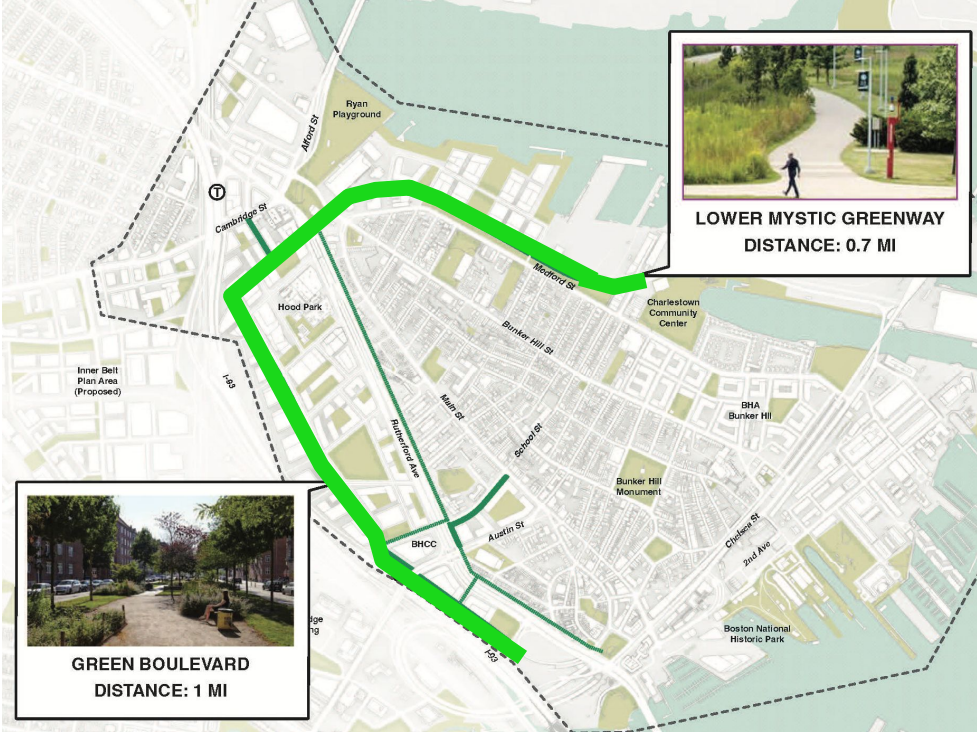 Ryan
Playground
Alford St
T
Cambridge St
LOWER MYSTIC GREENWAY
DISTANCE: 0.7 MI
Medford St
Hood Park
Charlestown
Community
Center
Bunker Hill St
Inner Belt
Plan Area
(Proposed)
I-93
Main St
BHA
Bunker Hill
Rutherford Ave
School St
Bunker Hill
Monument
Austin St
BHCC
Chelsea St
2nd Ave
dge
ng
Boston National
Historic Park
I-93
GREEN BOULEVARD
DISTANCE: 1 MI